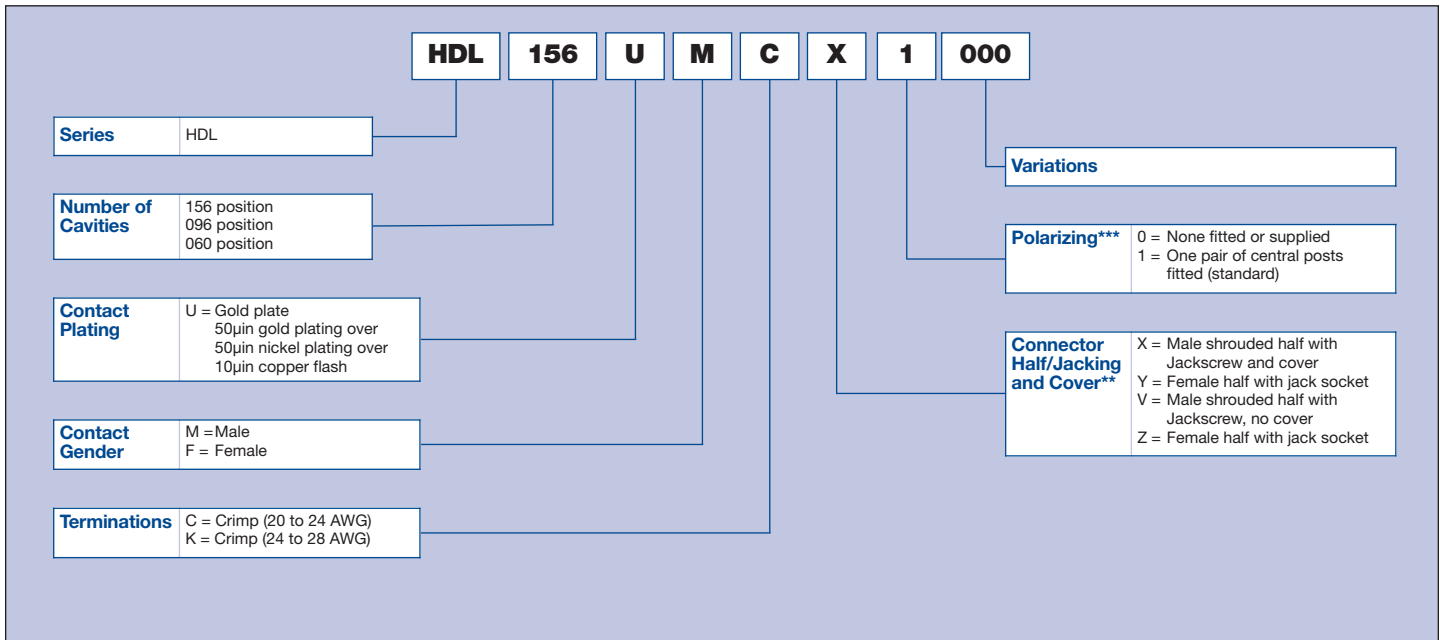 HDL 156 U M C X 1 000
Series HDL
Number of Cavities
156 position
096 position
060 position
Contact Plating
U = Gold plate
50µin gold plating over
50µin nickel plating over
10µin copper flash
Contact Gender
M =Male
F = Female
Terminations
C = Crimp (20 to 24 AWG)
K = Crimp (24 to 28 AWG)
Variations
Polarizing***
0 = None fitted or supplied
1 = One pair of central posts
fitted (standard)
Connector
Half/Jacking
and Cover**
X = Male shrouded half with
Jackscrew and cover
Y = Female half with jack socket
V = Male shrouded half with
Jackscrew, no cover
Z = Female half with jack socket